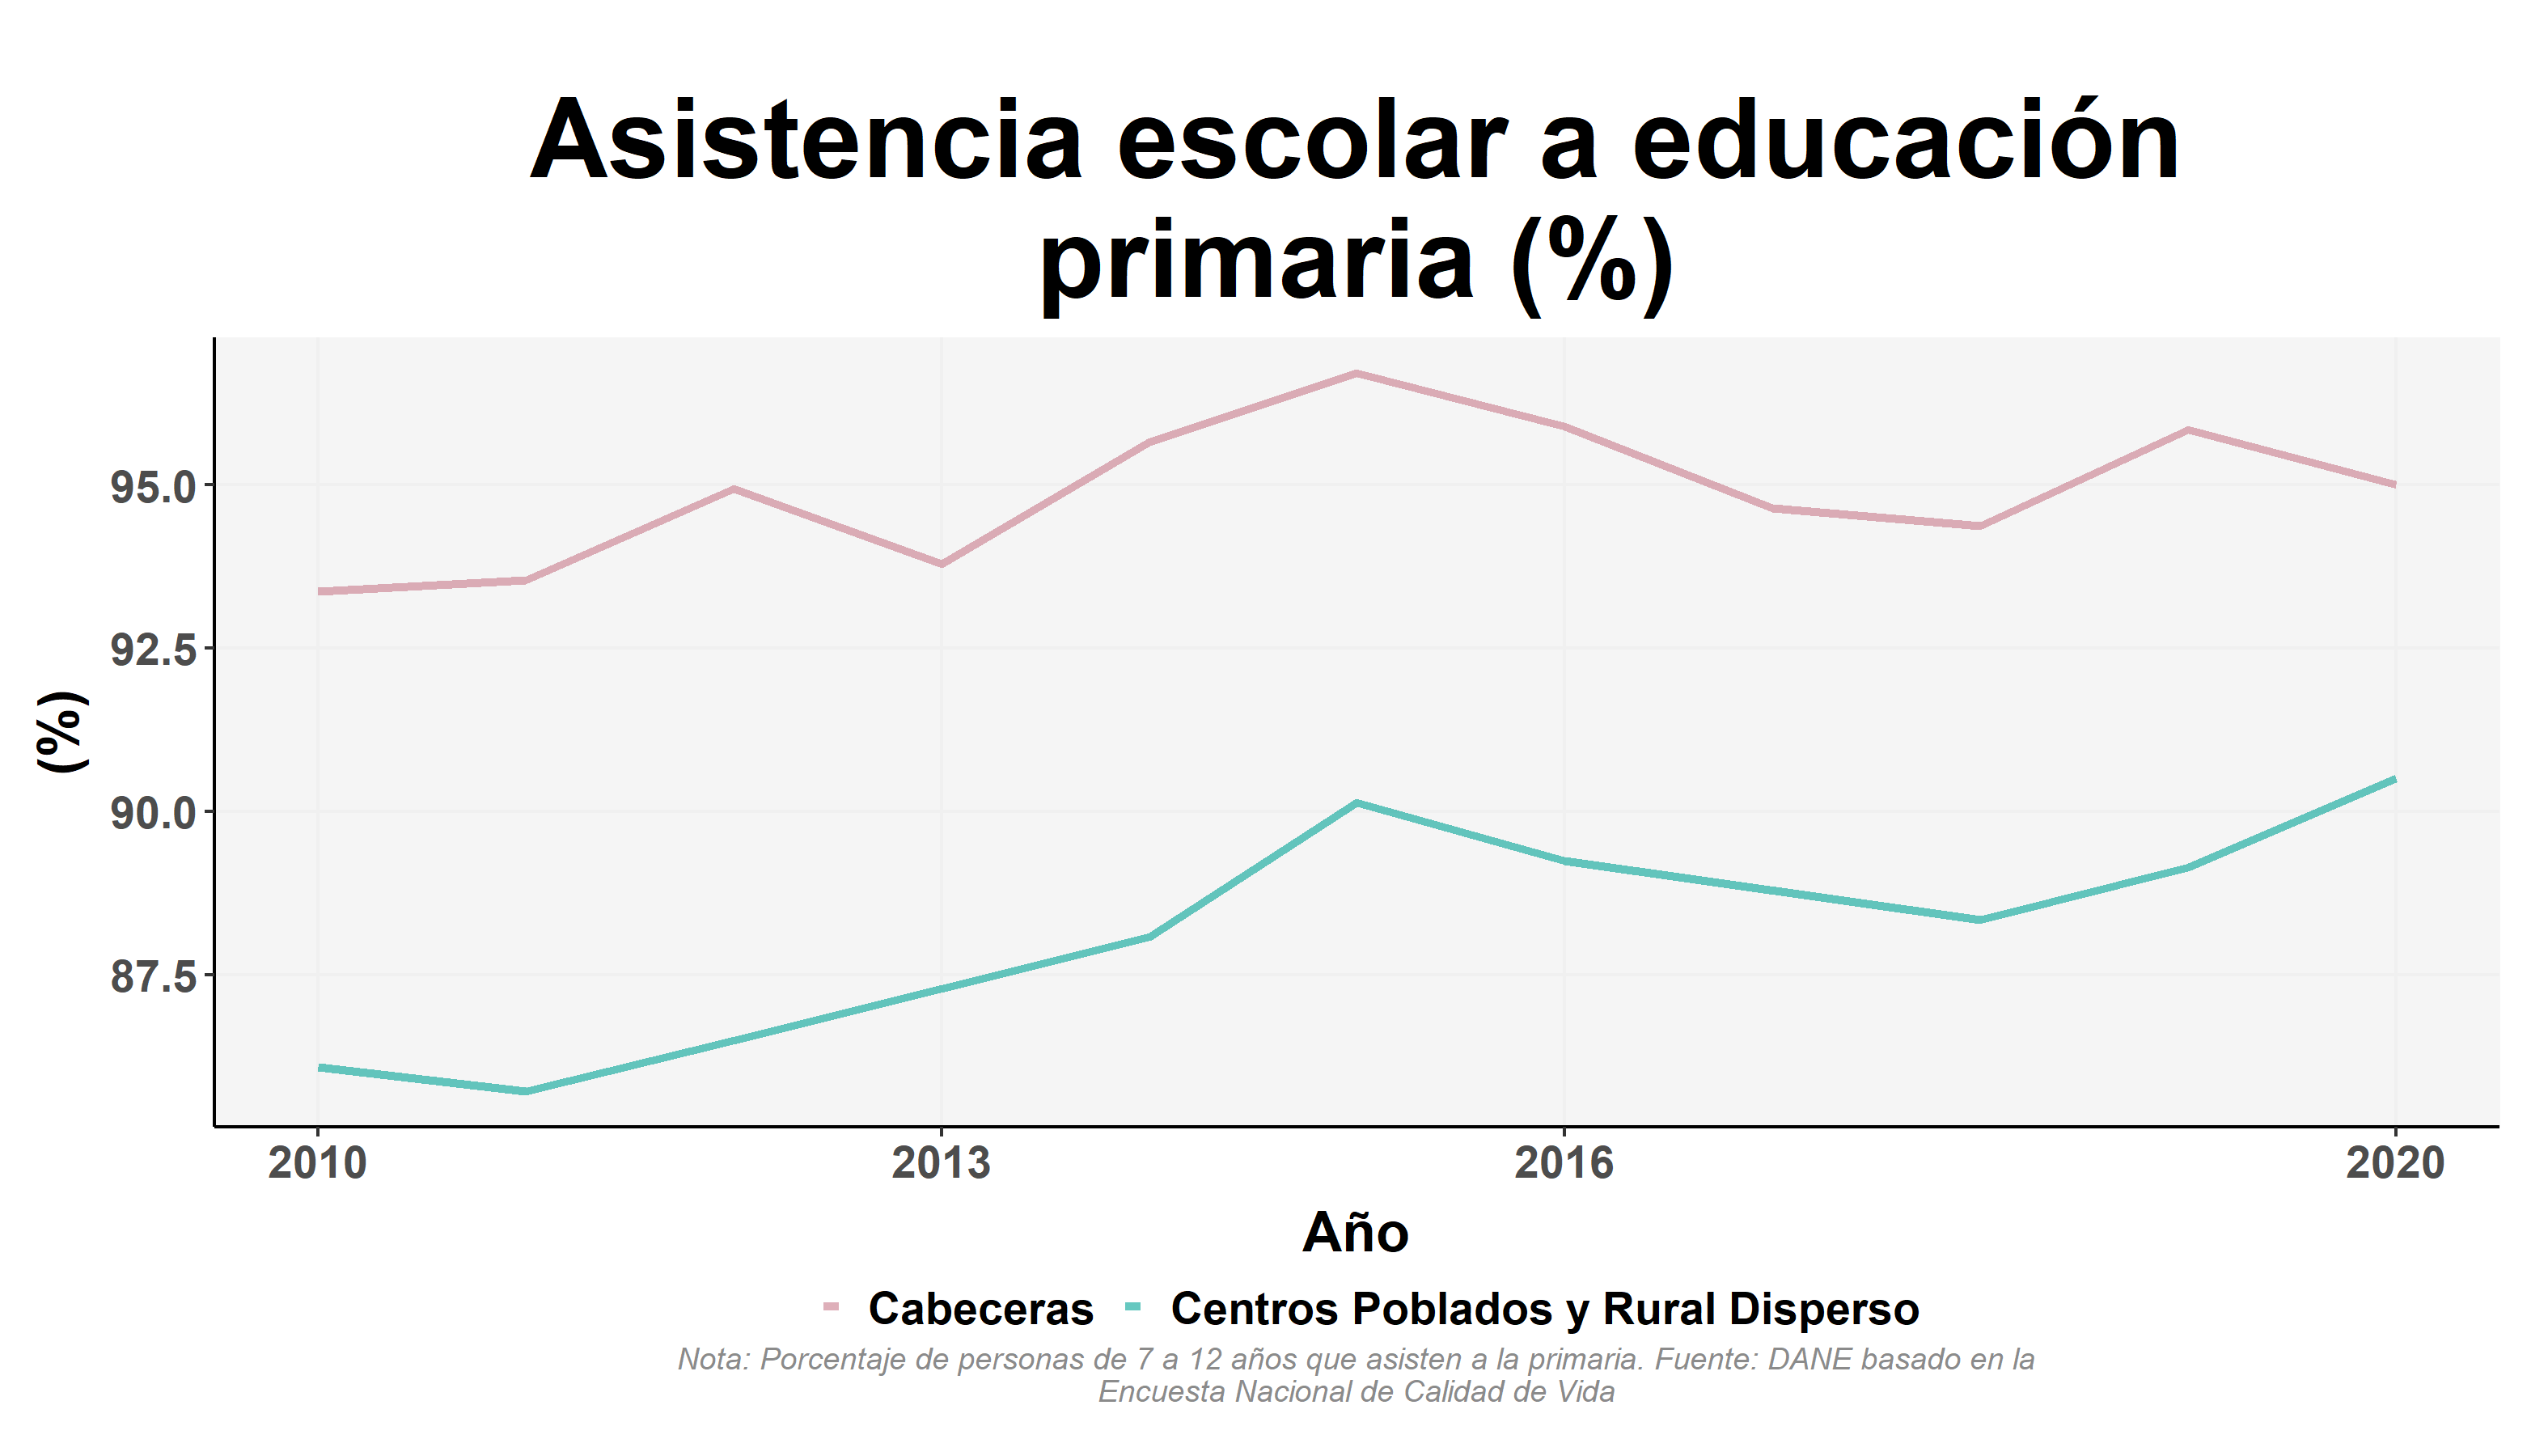 Asistencia escolar a educación
primaria (%)
(%)
95.0
92.5
90.0
87.5
2010 2013 2016 2020
Año
Cabeceras Centros Poblados y Rural Disperso
Nota: Porcentaje de personas de 7 a 12 años que asisten a la primaria. Fuente: DANE basado en la
Encuesta Nacional de Calidad de Vida